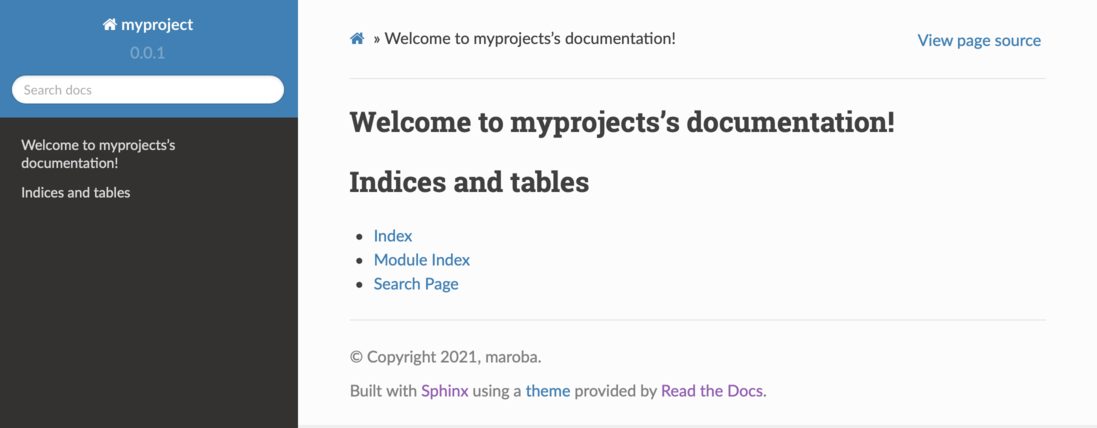 myproject
0.0.1
Search docs
Welcome to myprojects's
documentation!
Indices and tables
» Welcome to myprojects's documentation!
View page source
Welcome to myprojects's documentation!
Indices and tables
• Index
• Module Index
• Search Page
© Copyright 2021, maroba.
Built with Sphinx using a theme provided by Read the Docs.